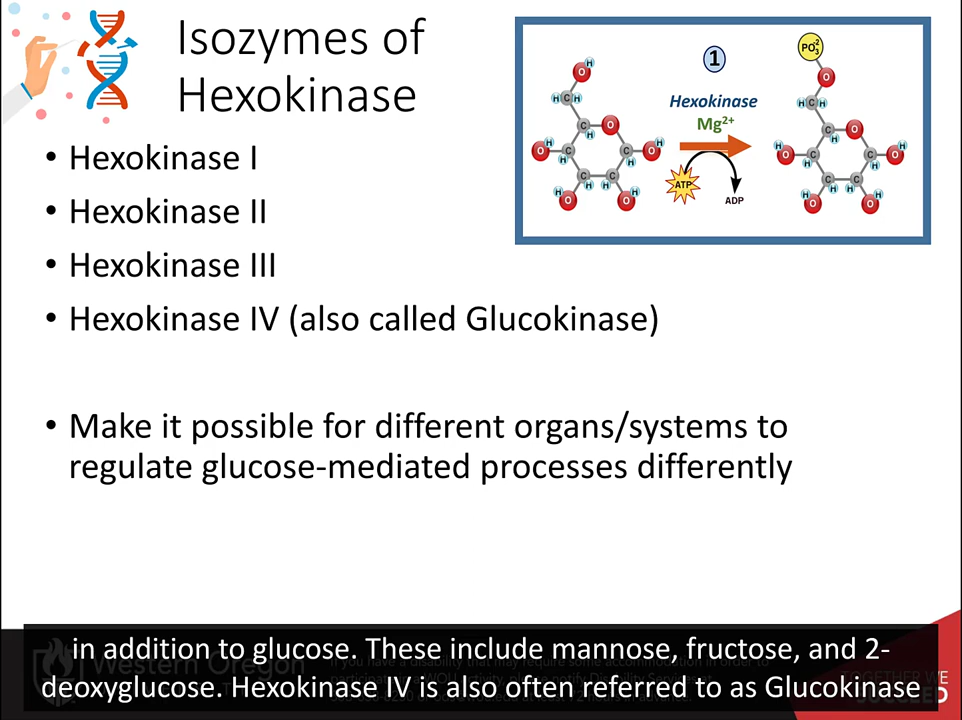 Isozymes of
Hexokinase
• Hexokinase I
• Hexokinase II
• Hexokinase III
• Hexokinase IV (also called Glucokinase)
• Make it possible for different organs/systems to
regulate glucose-mediated processes differently
1
Hexokinase
Mg2+
ATP
ADP
in addition to glucose. These include mannose, fructose, and 2-
deoxyglucose. Hexokinase IV is also often referred to as Glucokinase
Western Oregon